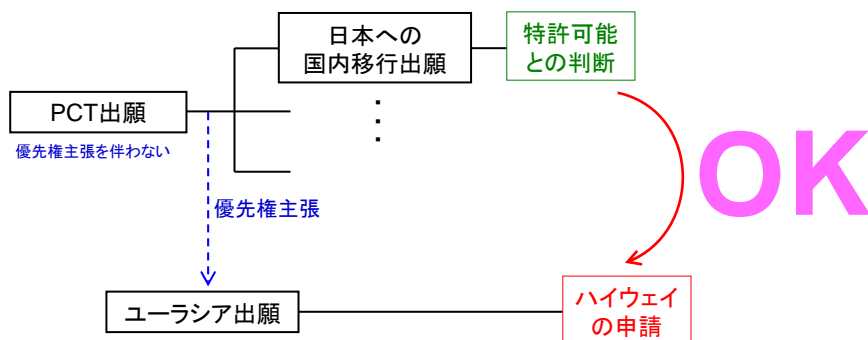 日本への
国内移行出願
特許可能
との判断
PCT出願
優先権主張を伴わない
・
・
・
OK
優先権主張
ユーラシア出願
ハイウェイ
の申請